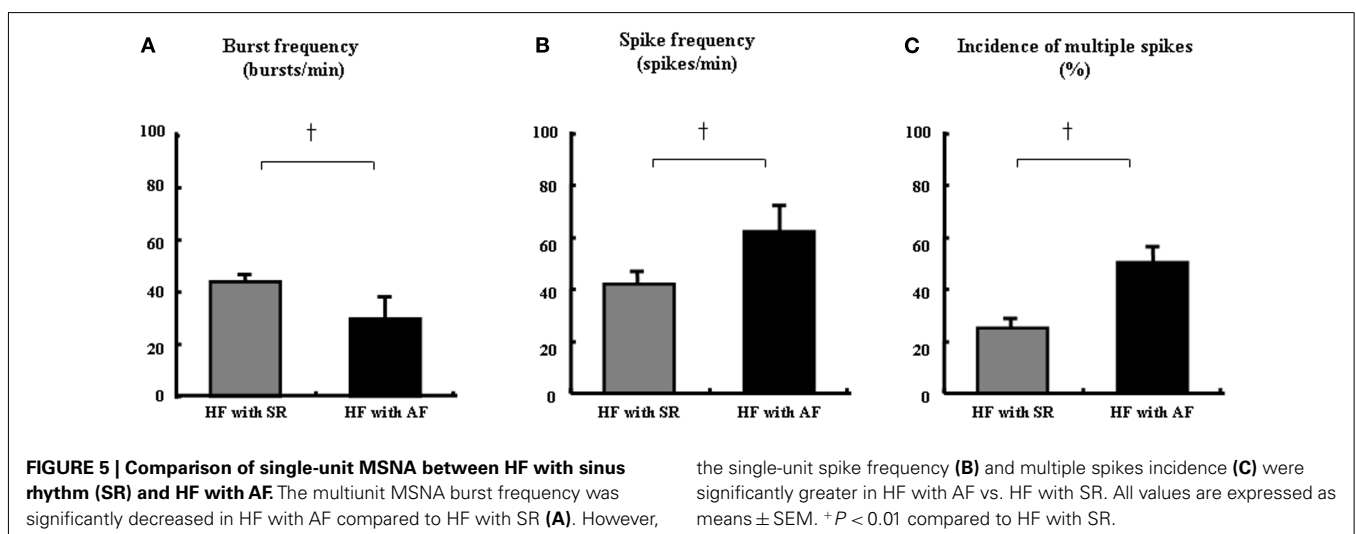 A
Burst frequency
(bursts/min)
†
100
80
60
40
20
0
HF with SR
HF with AF
B
Spike frequency
(spikes/min)
†
100
80
60
40
20
0
HF with SR
HF with AF
C
Incidence of multiple spikes
(%)
†
100
80
60
40
20
0
HF with SR
HF with AF
FIGURE 5 | Comparison of single-unit MSNA between HF with sinus
rhythm (SR) and HF with AF. The multiunit MSNA burst frequency was
significantly decreased in HF with AF compared to HF with SR (A). However,
the single-unit spike frequency (B) and multiple spikes incidence (C) were
significantly greater in HF with AF vs. HF with SR. All values are expressed as
means ± SEM. +P < 0.01 compared to HF with SR.